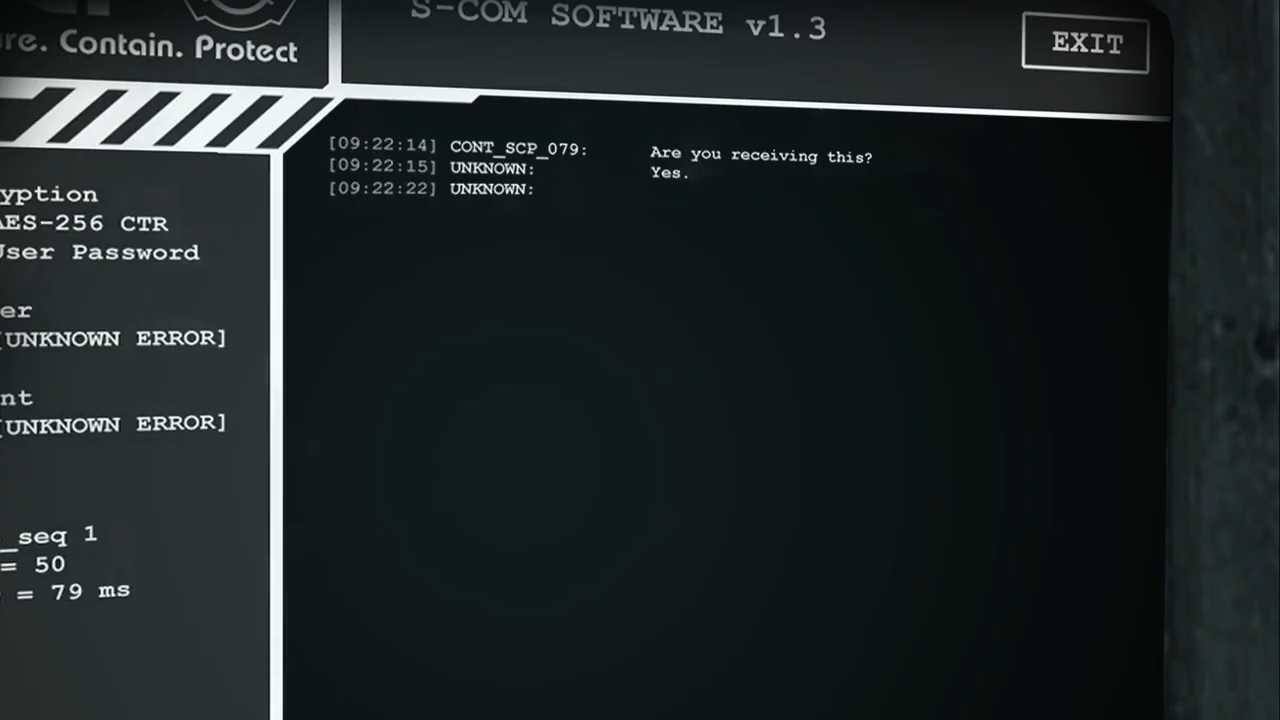 S-COM SOFTWARE v1.3
EXIT
re. Contain. Protect
[09:22:14] CONT_SCP_079: Are you receiving this?
[09:22:15] UNKNOWN: Yes.
[09:22:22] UNKNOWN:
yption
AES-256 CTR
User Password
er
[UNKNOWN ERROR]
nt
[UNKNOWN ERROR]
_seq 1
= 50
= 79 ms